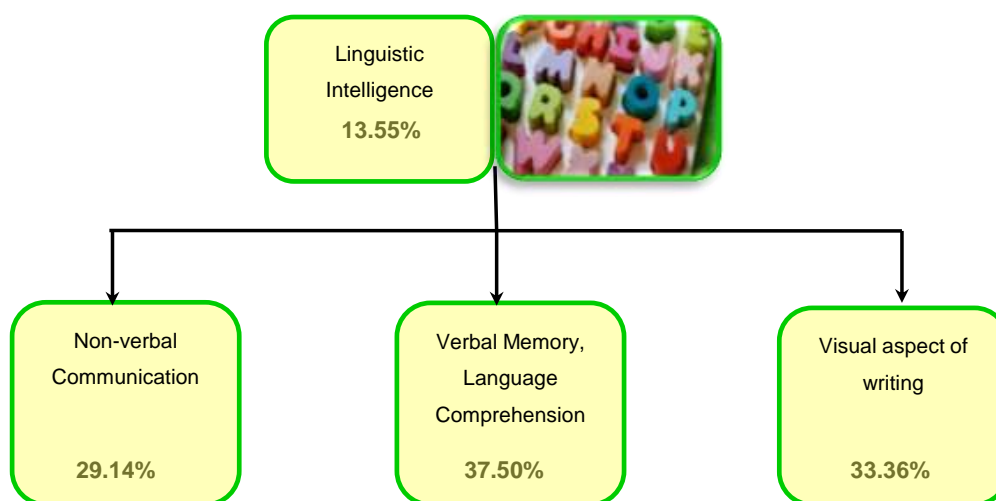 Linguistic
Intelligence
13.55%
Non-verbal
Communication
29.14%
Verbal Memory,
Language
Comprehension
37.50%
Visual aspect of
writing
33.36%